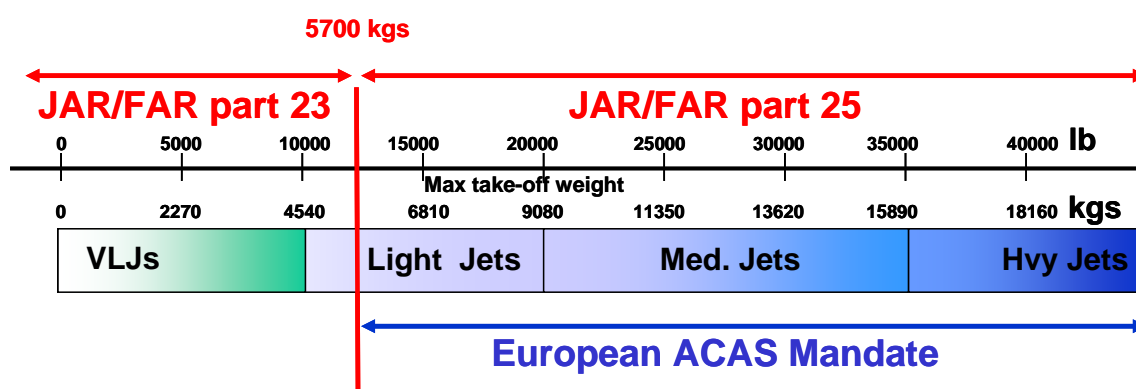 5700 kgs
JAR/FAR part 23 JAR/FAR part 25
0 5000 10000 15000 20000 25000 30000 35000 40000 lb
Max take-off weight
0 2270 4540 6810 9080 11350 13620 15890 18160 kgs
VLJs Light Jets Med. Jets Hvy Jets
European ACAS Mandate